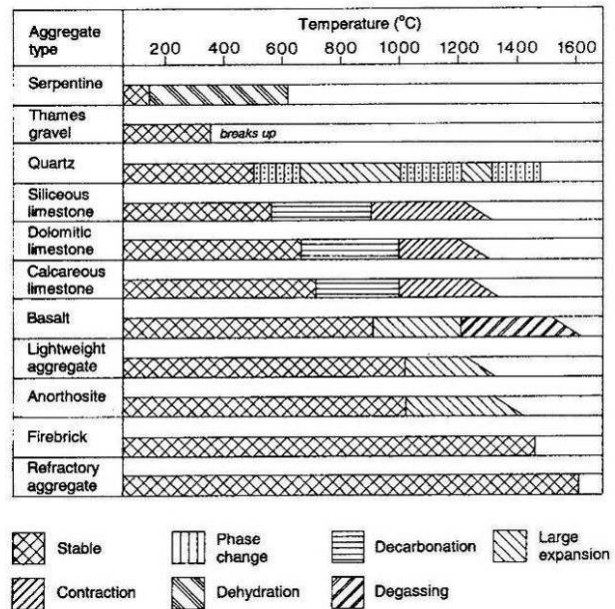 Aggregate
type
Temperature (°C)
200 400 600 800 1000 1200 1400 1600
Serpentine
Thames
gravel
breaks up
Quartz
Siliceous
limestone
Dolomitic
limestone
Calcareous
limestone
Basalt
Lightweight
aggregate
Anorthosite
Firebrick
Refractory
aggregate
Stable
Phase
change
Decarbonation
Large
expansion
Contraction
Dehydration
Degassing